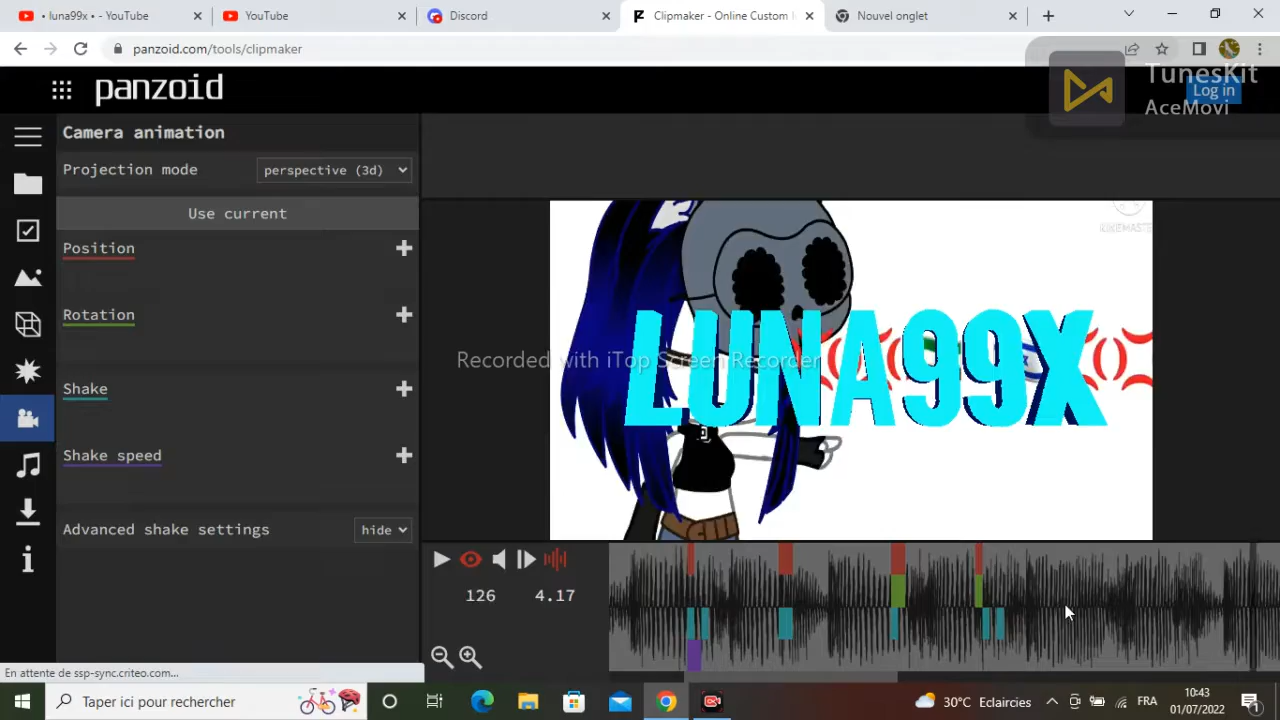 • luna99x • - YouTube
YouTube
Discord
Clipmaker - Online Custom
Nouvel onglet
panzoid.com/tools/clipmaker
TunesKit
AceMovi
panzoid
Log in
Camera animation
Projection mode
perspective (3d)
Use current
Position
Rotation
Shake
Shake speed
Advanced shake settings
hide
KINEMASTER
LUNA99X
Recorded with iTop Screen Recorder
126
4.17
En attente de ssp-sync.criteo.com...
Taper ici pour rechercher
30°C Eclaircies
FRA
10:43
01/07/2022
1